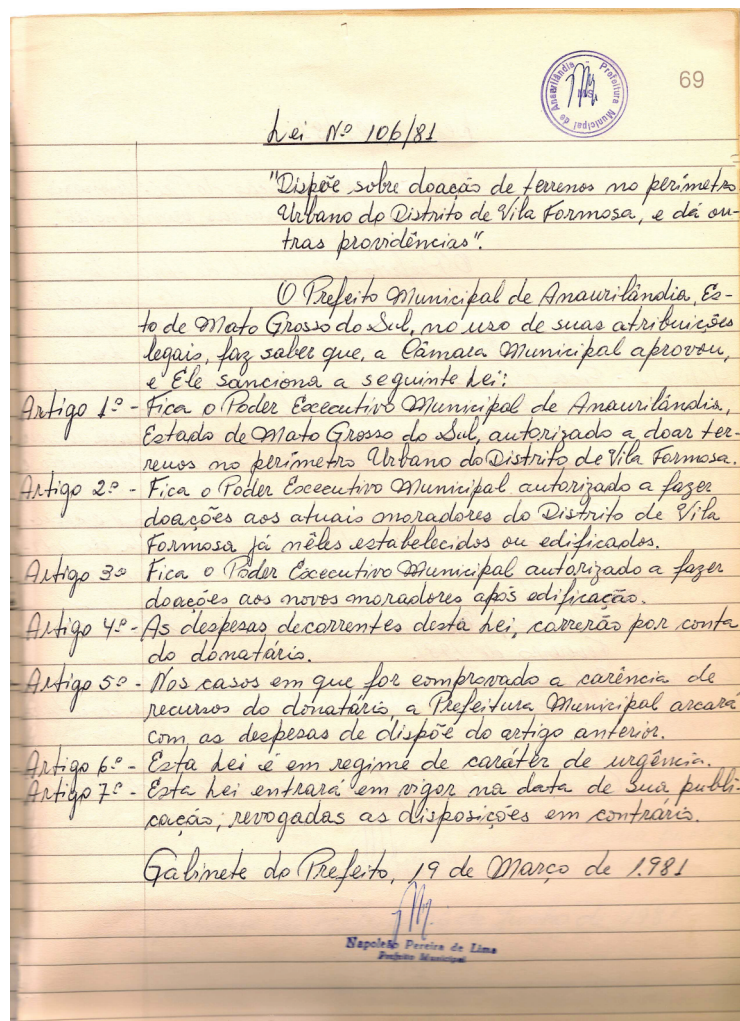 Prefeitura Municipal de Anaurilândia
MS
69
Lei Nº 106/81
"Dispõe sobre doação de terrenos no perímetro
Urbano do Distrito de Vila Formosa, e dá ou-
tras providências".
O Prefeito Municipal de Anaurilândia, Es-
to de Mato Grosso do Sul, no uso de suas atribuições
legais, faz saber que, a Câmara Municipal aprovou,
e Ele sanciona a seguinte Lei:
Artigo 1º - Fica o Poder Excecutivo Municipal de Anaurilândia,
Estado de Mato Grosso do Sul, autorizado a doar ter-
renos no perímetro Urbano do Distrito de Vila Formosa.
Artigo 2º - Fica o Poder Excecutivo Municipal autorizado a fazer
doações aos atuais moradores do Distrito de Vila
Formosa já nêles estabelecidos ou edificados.
Artigo 3º Fica o Poder Excecutivo Municipal autorizado a fazer
doações aos novos moradores após edificação.
Artigo 4º - As despesas decorrentes desta Lei, correrão por conta
do donatário.
Artigo 5º - Nos casos em que for comprovado a carência de
recursos do donatário, a Prefeitura Municipal arcará
com as despesas de dispõe do artigo anterior.
Artigo 6º - Esta Lei é em regime de caráter de urgência.
Artigo 7º - Esta Lei entrará em vigor na data de sua publi-
cação, revogadas as disposições em contrário.
Gabinete do Prefeito, 19 de Março de 1.981
Napoleão Pereira de Lima
Prefeito Municipal